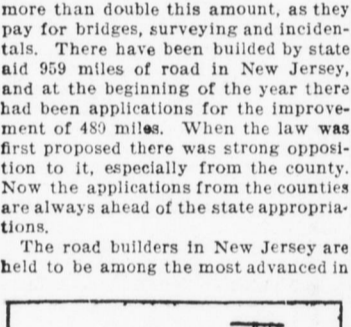 more than double this amount, as they
pay for bridges, surveying and inciden-
tals. There have been builded by state
aid 959 miles of road in New Jersey,
and at the beginning of the year there
had been applications for the improve-
ment of 489 miles. When the law was
first proposed there was strong opposi-
tion to it, especially from the county.
Now the applications from the counties
are always ahead of the state appropria-
tions.
The road builders in New Jersey are
held to be among the most advanced in